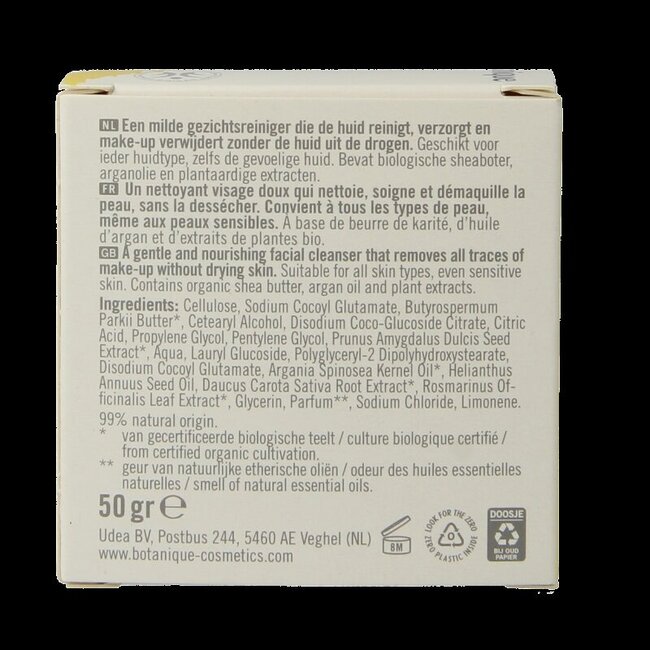 NL Een milde gezichtsreiniger die de huid reinigt, verzorgt en
make-up verwijdert zonder de huid uit de drogen. Geschikt voor
ieder huidtype, zelfs de gevoelige huid. Bevat biologische sheaboter,
arganolie en plantaardige extracten.
FR Un nettoyant visage doux qui nettoie, soigne et démaquille la
peau, sans la dessécher. Convient à tous les types de peau,
même aux peaux sensibles. À base de beurre de karité, d'huile
d'argan et d'extraits de plantes bio.
GB A gentle and nourishing facial cleanser that removes all traces of
make-up without drying skin. Suitable for all skin types, even sensitive
skin. Contains organic shea butter, argan oil and plant extracts.
Ingredients: Cellulose, Sodium Cocoyl Glutamate, Butyrospermum
Parkii Butter*, Cetearyl Alcohol, Disodium Coco-Glucoside Citrate, Citric
Acid, Propylene Glycol, Pentylene Glycol, Prunus Amygdalus Dulcis Seed
Extract*, Aqua, Lauryl Glucoside, Polyglyceryl-2 Dipolyhydroxystearate,
Disodium Cocoyl Glutamate, Argania Spinosea Kernel Oil*, Helianthus
Annuus Seed Oil, Daucus Carota Sativa Root Extract*, Rosmarinus Of-
ficinalis Leaf Extract*, Glycerin, Parfum**, Sodium Chloride, Limonene.
99% natural origin.
* van gecertificeerde biologische teelt / culture biologique certifié /
from certified organic cultivation.
** geur van natuurlijke etherische oliën / odeur des huiles essentielles
naturelles / smell of natural essential oils.
50 gr ℮
Udea BV, Postbus 244, 5460 AE Veghel (NL)
www.botanique-cosmetics.com
8M
LOOK FOR THE ZERO
ZERO PLASTIC INSIDE
0
DOOSJE
BIJ OUD
PAPIER